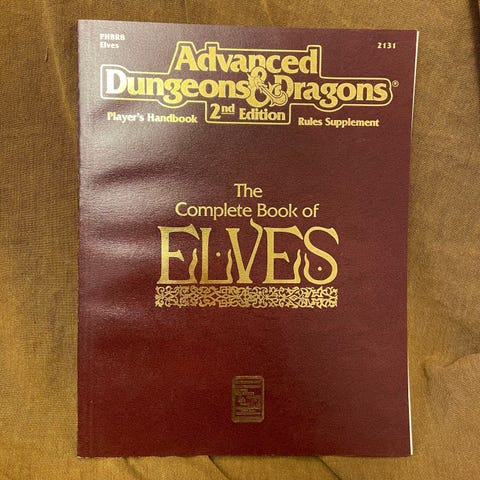 PHBR8
Elves
2131
Advanced
Dungeons & Dragons®
2nd Edition
Player's Handbook
Rules Supplement
The
Complete Book of
ELVES